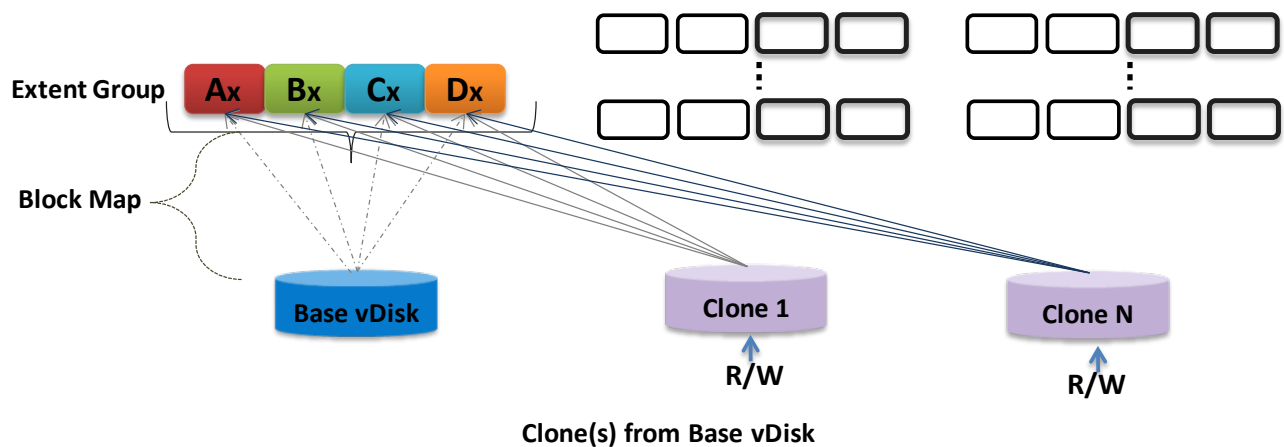 Extent Group
Ax Bx Cx Dx
Block Map
Base vDisk
Clone 1
Clone N
R/W
R/W
Clone(s) from Base vDisk